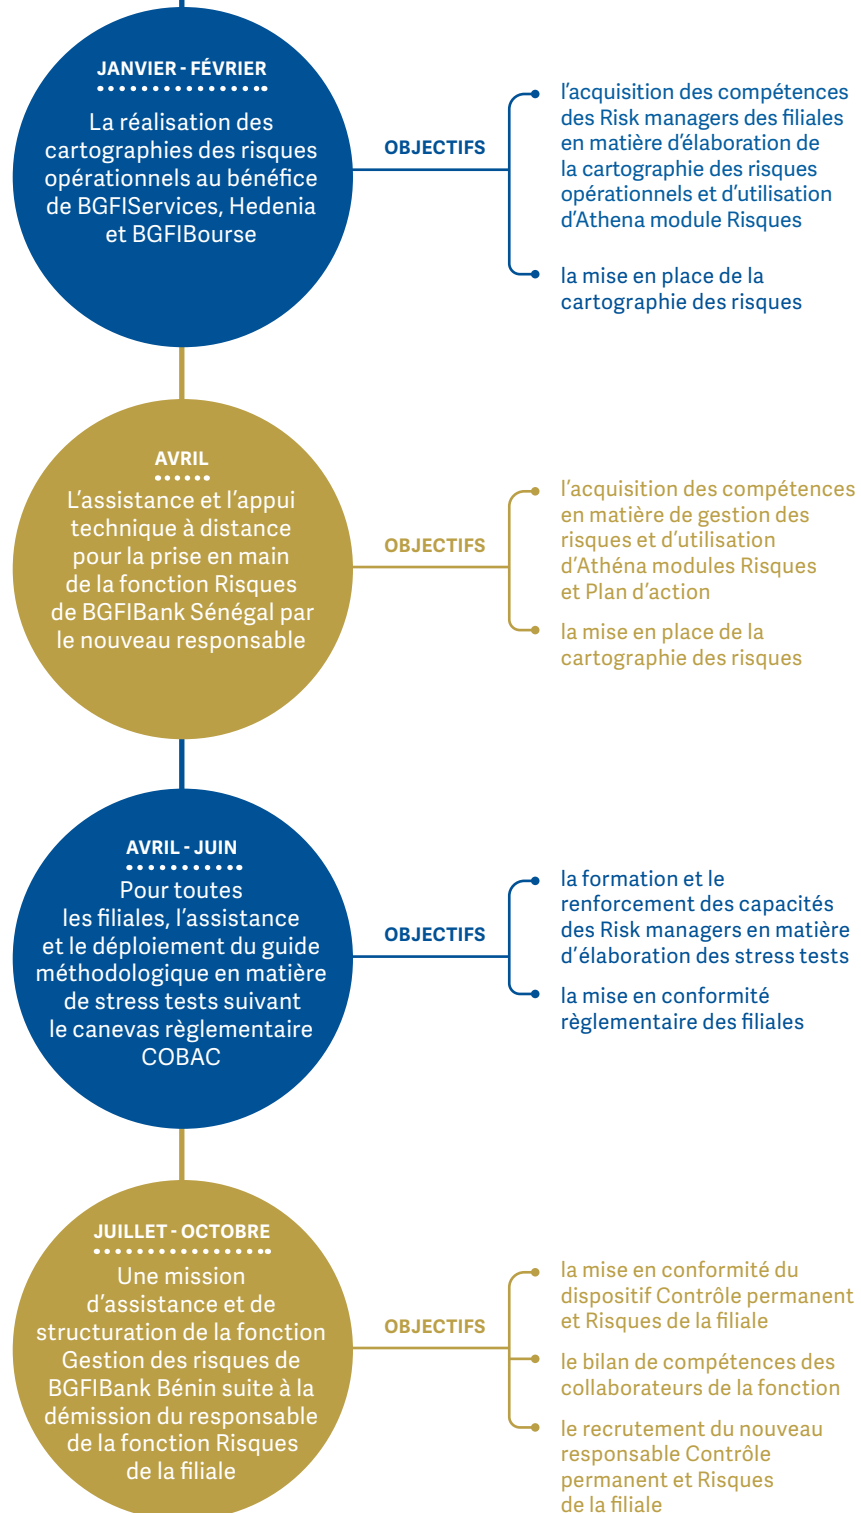 JANVIER - FÉVRIER
La réalisation des
cartographies des risques
opérationnels au bénéfice
de BGFIServices, Hedenia
et BGFIBourse
OBJECTIFS
l'acquisition des compétences
des Risk managers des filiales
en matière d'élaboration de
la cartographie des risques
opérationnels et d'utilisation
d'Athena module Risques
la mise en place de la
cartographie des risques
AVRIL
L'assistance et l'appui
technique à distance
pour la prise en main
de la fonction Risques
de BGFIBank Sénégal par
le nouveau responsable
OBJECTIFS
l'acquisition des compétences
en matière de gestion des
risques et d'utilisation
d'Athéna modules Risques
et Plan d'action
la mise en place de la
cartographie des risques
AVRIL - JUIN
Pour toutes
les filiales, l'assistance
et le déploiement du guide
méthodologique en matière
de stress tests suivant
le canevas règlementaire
COBAC
OBJECTIFS
la formation et le
renforcement des capacités
des Risk managers en matière
d'élaboration des stress tests
la mise en conformité
règlementaire des filiales
JUILLET - OCTOBRE
Une mission
d'assistance et de
structuration de la fonction
Gestion des risques de
BGFIBank Bénin suite à la
démission du responsable
de la fonction Risques
de la filiale
OBJECTIFS
la mise en conformité du
dispositif Contrôle permanent
et Risques de la filiale
le bilan de compétences des
collaborateurs de la fonction
le recrutement du nouveau
responsable Contrôle
permanent et Risques
de la filiale